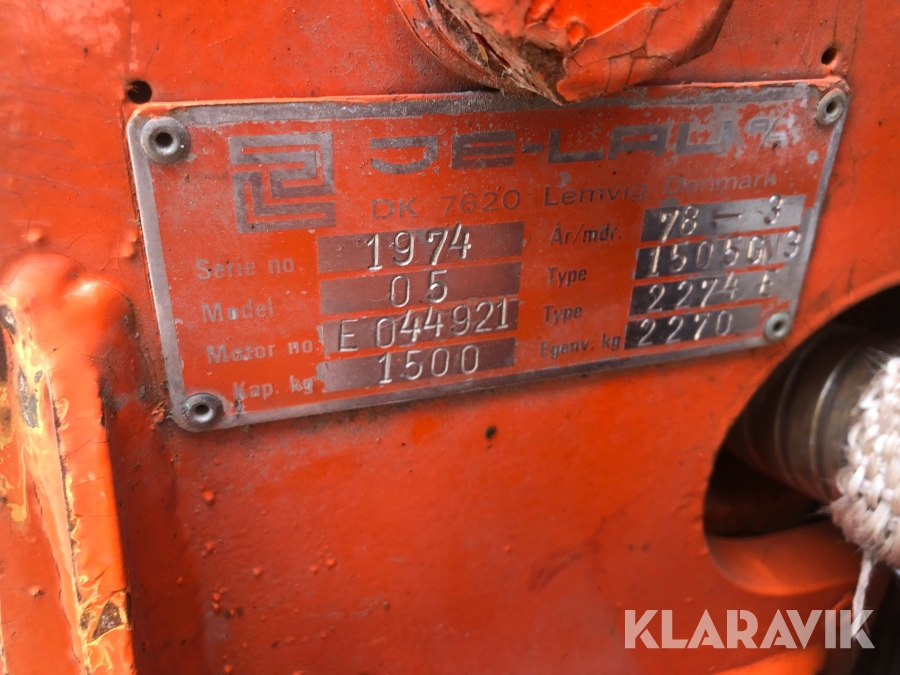 JE-LAU
DK 7620 Lemvig Denmark
Serie no. 1974 År/mdr. 78-3
Model 05 Type 1505GV3
Motor no. E044921 Type 2274
Kap. kg 1500 Egenv. kg 2270
KLARAVIK